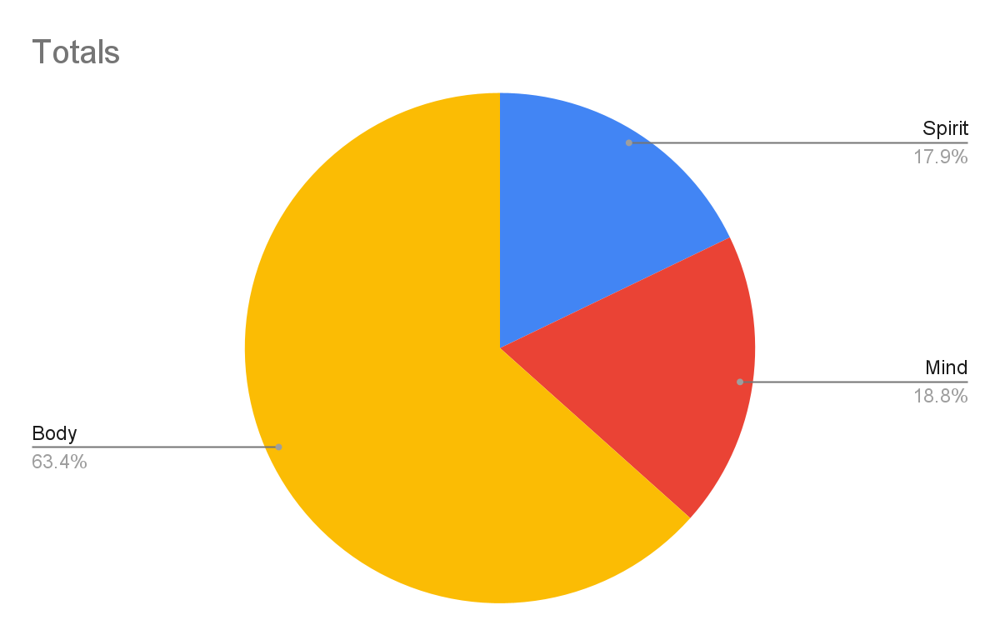 Totals
Spirit
17.9%
Mind
18.8%
Body
63.4%